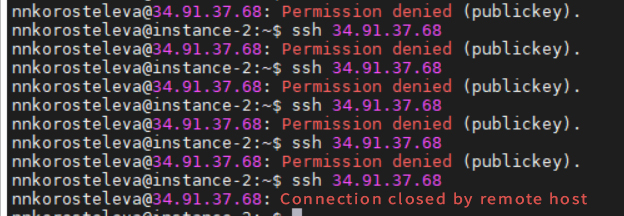 nnkorosteleva@34.91.37.68: Permission denied (publickey).
nnkorosteleva@instance-2:~$ ssh 34.91.37.68
nnkorosteleva@34.91.37.68: Permission denied (publickey).
nnkorosteleva@instance-2:~$ ssh 34.91.37.68
nnkorosteleva@34.91.37.68: Permission denied (publickey).
nnkorosteleva@instance-2:~$ ssh 34.91.37.68
nnkorosteleva@34.91.37.68: Permission denied (publickey).
nnkorosteleva@instance-2:~$ ssh 34.91.37.68
nnkorosteleva@34.91.37.68: Permission denied (publickey).
nnkorosteleva@instance-2:~$ ssh 34.91.37.68
nnkorosteleva@34.91.37.68: Connection closed by remote host
nnkorosteleva@instance-2:~$